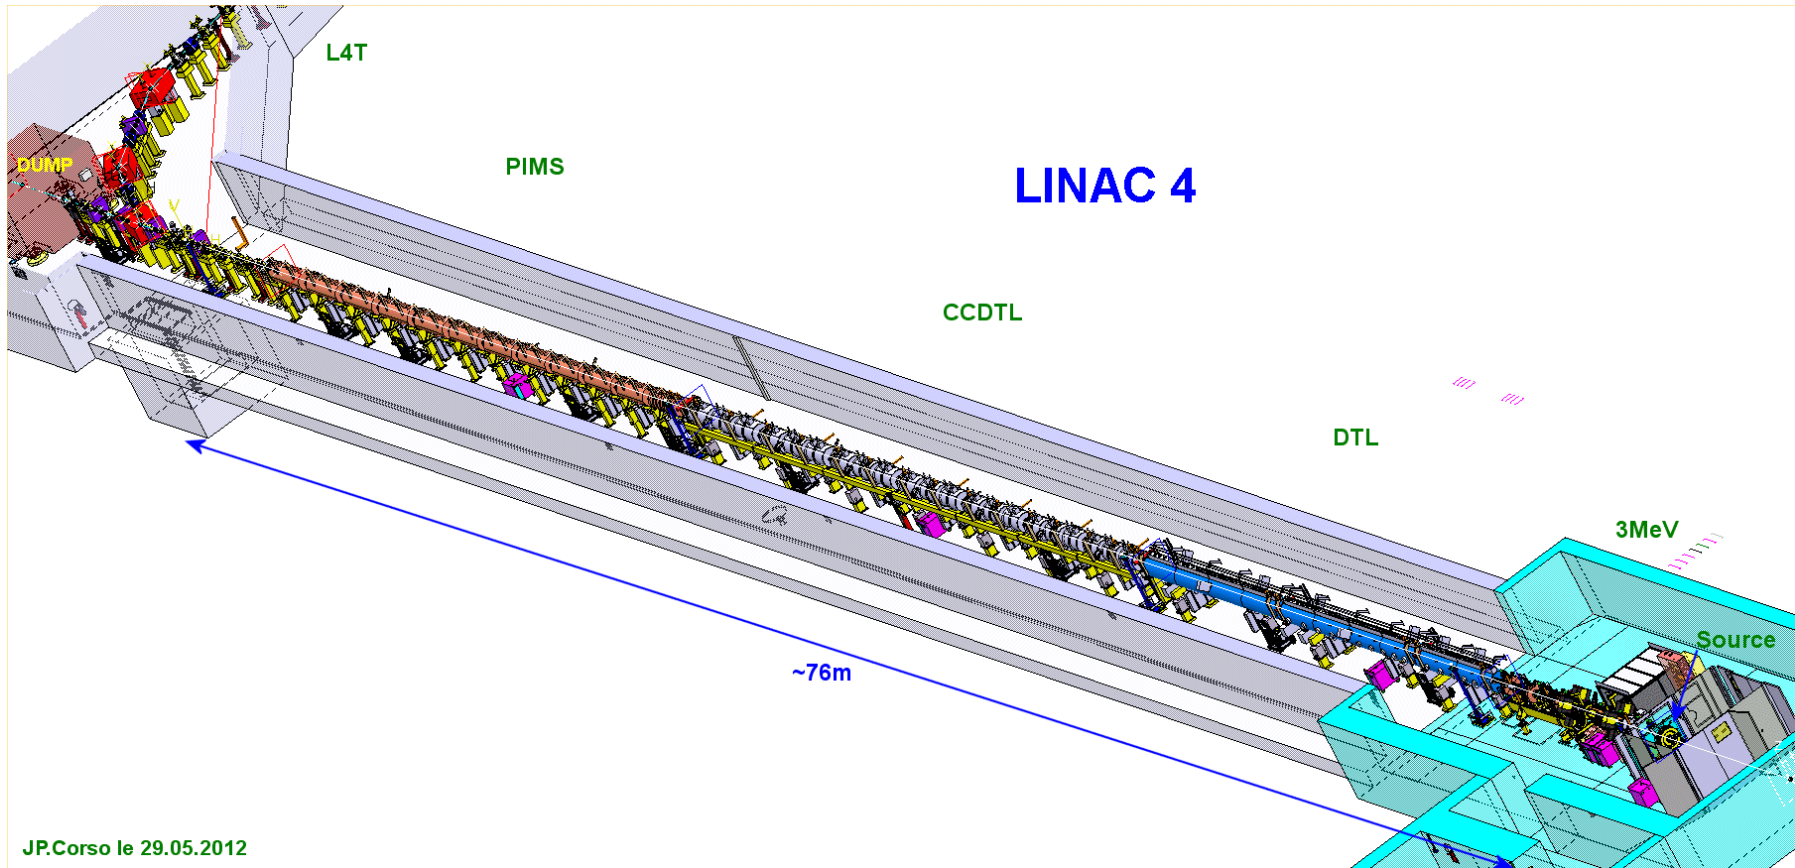 L4T
DUMP
PIMS
LINAC 4
CCDTL
DTL
3MeV
Source
~76m
JP.Corso le 29.05.2012